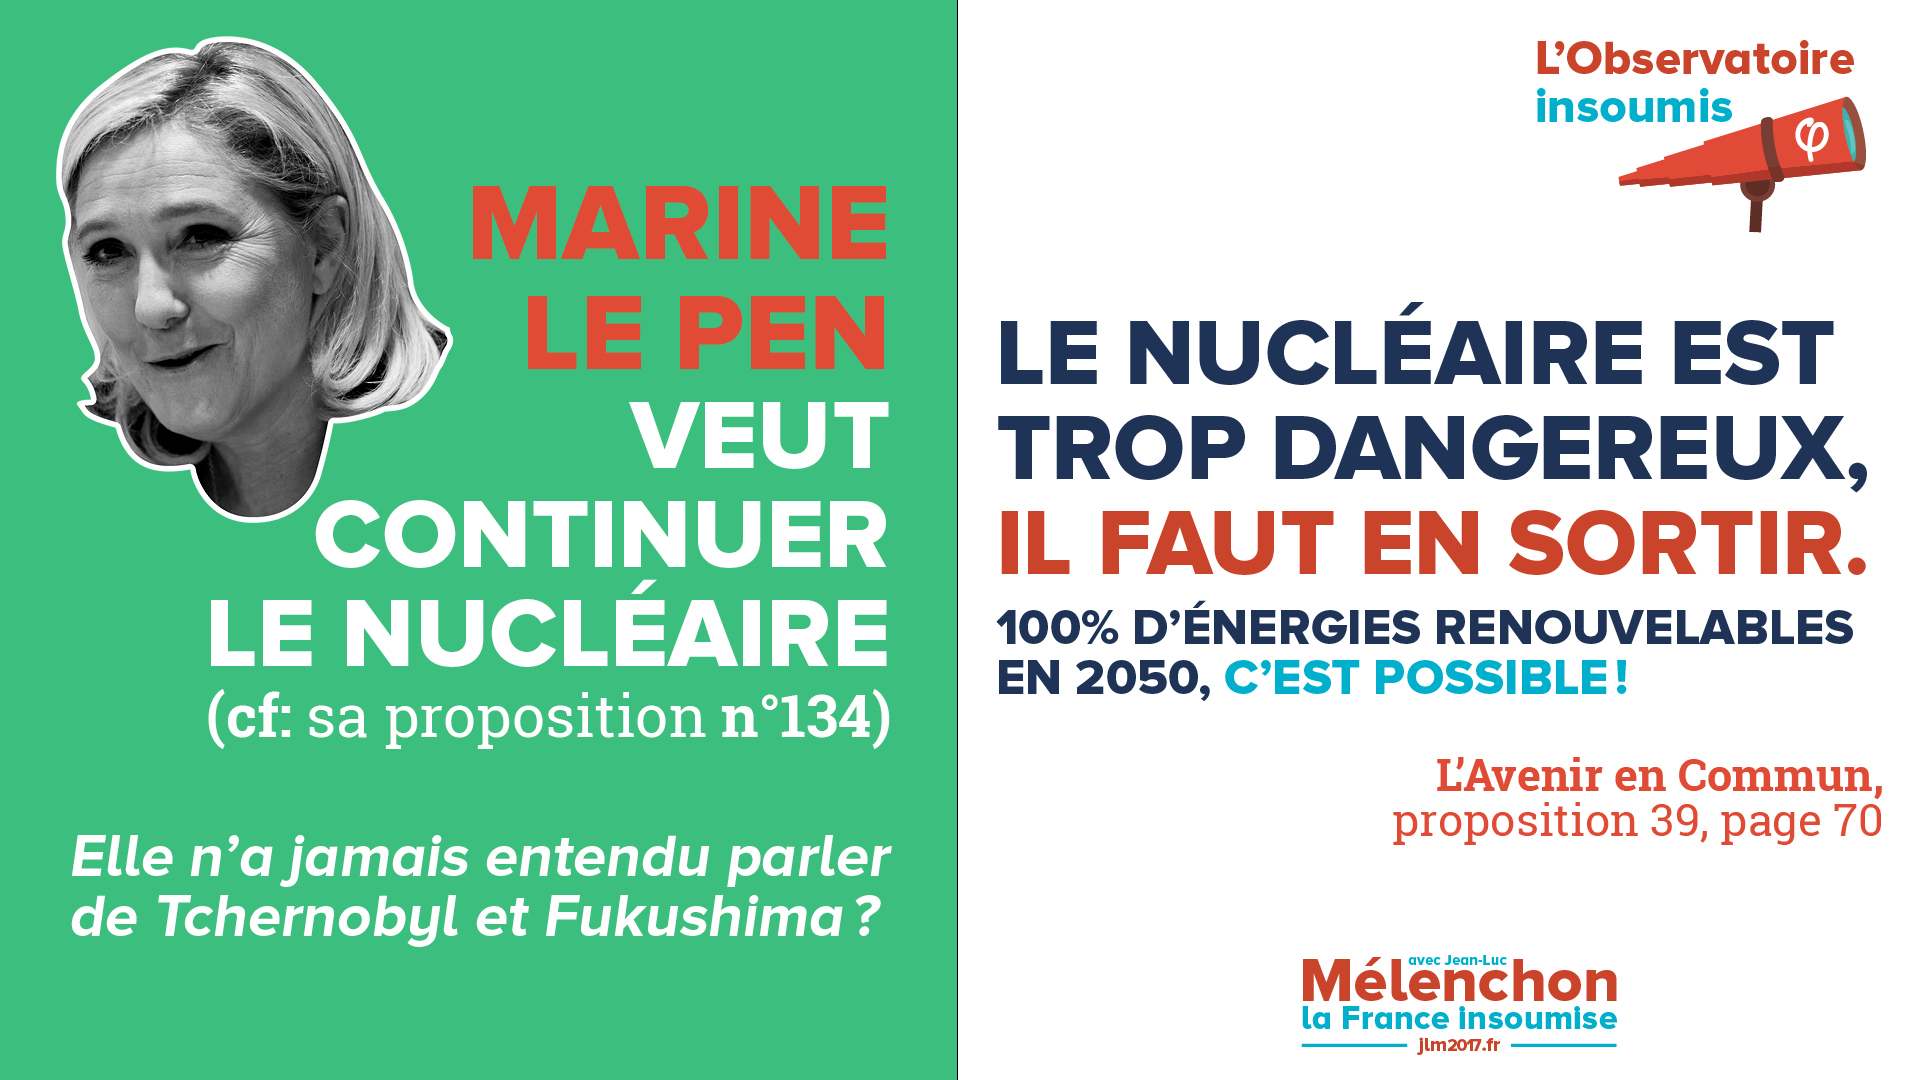 MARINE
LE PEN
VEUT
CONTINUER
LE NUCLÉAIRE
(cf: sa proposition n°134)
Elle n’a jamais entendu parler
de Tchernobyl et Fukushima ?
L’Observatoire
insoumis
φ
LE NUCLÉAIRE EST
TROP DANGEREUX,
IL FAUT EN SORTIR.
100% D’ÉNERGIES RENOUVELABLES
EN 2050, C’EST POSSIBLE !
L’Avenir en Commun,
proposition 39, page 70
avec Jean-Luc
Mélenchon
la France insoumise
jlm2017.fr